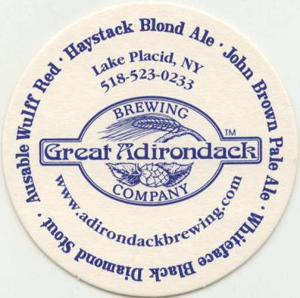 Ausable Wulff Red · Haystack Blond Ale · John Brown Pale Ale · Whiteface Black Diamond Stout ·
Lake Placid, NY
518-523-0233
BREWING
Great Adirondack
TM
COMPANY
www.adirondackbrewing.com